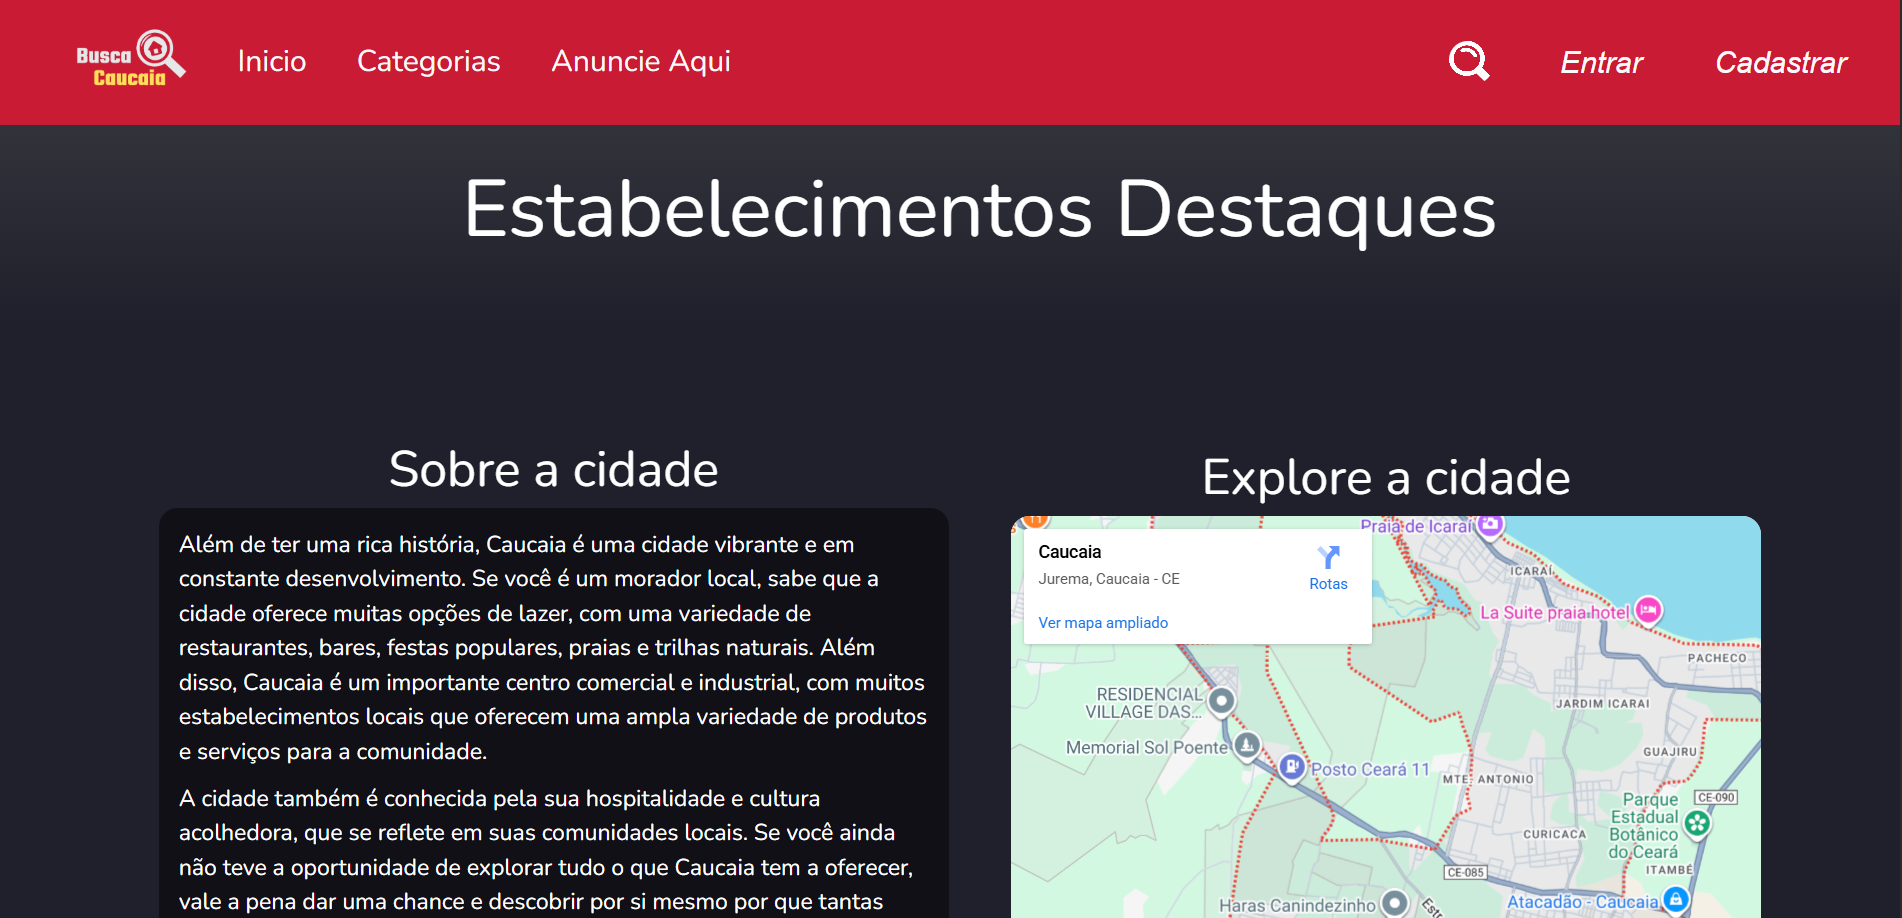 Busca
Caucaia
Inicio
Categorias
Anuncie Aqui
Entrar
Cadastrar
Estabelecimentos Destaques
Sobre a cidade
Além de ter uma rica história, Caucaia é uma cidade vibrante e em
constante desenvolvimento. Se você é um morador local, sabe que a
cidade oferece muitas opções de lazer, com uma variedade de
restaurantes, bares, festas populares, praias e trilhas naturais. Além
disso, Caucaia é um importante centro comercial e industrial, com muitos
estabelecimentos locais que oferecem uma ampla variedade de produtos
e serviços para a comunidade.
A cidade também é conhecida pela sua hospitalidade e cultura
acolhedora, que se reflete em suas comunidades locais. Se você ainda
não teve a oportunidade de explorar tudo o que Caucaia tem a oferecer,
vale a pena dar uma chance e descobrir por si mesmo por que tantas
Explore a cidade
Caucaia
Jurema, Caucaia - CE
Rotas
Ver mapa ampliado
Praia de Icaraí
ICARAÍ
La Suite praia hotel
PACHECO
RESIDENCIAL
VILLAGE DAS...
JARDIM ICARAI
Memorial Sol Poente
GUAJIRU
Posto Ceará 11
MTE. ANTONIO
CE-090
Parque
Estadual
Botânico
do Ceará
CURICACA
ITAMBÉ
CE-085
Haras Canindezinho
Estr
Atacadão - Caucaia